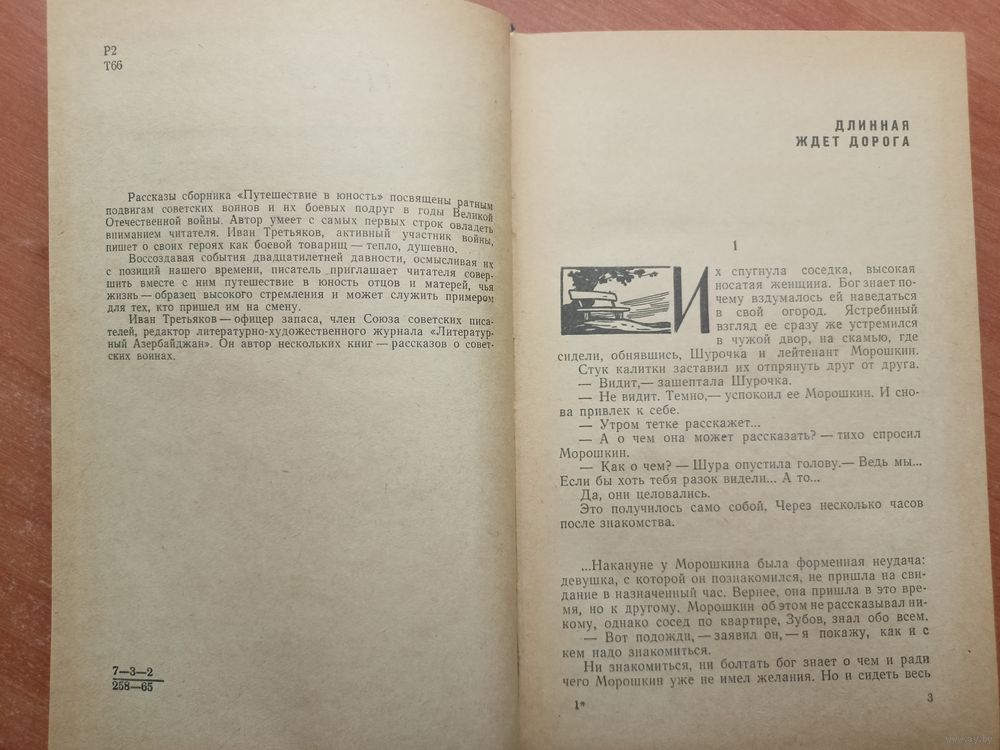 Р2
Т66
Рассказы сборника «Путешествие в юность» посвящены ратным
подвигам советских воинов и их боевых подруг в годы Великой
Отечественной войны. Автор умеет с самых первых строк овладеть
вниманием читателя. Иван Третьяков, активный участник войны,
пишет о своих героях как боевой товарищ — тепло, душевно.
Воссоздавая события двадцатилетней давности, осмысливая их
с позиций нашего времени, писатель приглашает читателя совер-
шить вместе с ним путешествие в юность отцов и матерей, чья
жизнь — образец высокого стремления и может служить примером
для тех, кто пришел им на смену.
Иван Третьяков — офицер запаса, член Союза советских писа-
телей, редактор литературно-художественного журнала «Литератур-
ный Азербайджан». Он автор нескольких книг — рассказов о совет-
ских воинах.
7—3—2
258—65
ДЛИННАЯ
ЖДЕТ ДОРОГА
1
Их спугнула соседка, высокая
носатая женщина. Бог знает по-
чему вздумалось ей наведаться
в свой огород. Ястребиный
взгляд ее сразу же устремился
в чужой двор, на скамью, где
сидели, обнявшись, Шурочка и лейтенант Морошкин.
Стук калитки заставил их отпрянуть друг от друга.
— Видит,— зашептала Шурочка.
— Не видит. Темно,— успокоил ее Морошкин. И сно-
ва привлек к себе.
— Утром тетке расскажет...
— А о чем она может рассказать? — тихо спросил
Морошкин.
— Как о чем? — Шура опустила голову.— Ведь мы...
Если бы хоть тебя разок видели... А то...
Да, они целовались.
Это получилось само собой. Через несколько часов
после знакомства.
...Накануне у Морошкина была форменная неудача:
девушка, с которой он познакомился, не пришла на сви-
дание в назначенный час. Вернее, она пришла в это вре-
мя, но к другому. Морошкин об этом не рассказывал ни-
кому, однако сосед по квартире, Зубов, знал обо всем.
— Вот подожди, — заявил он, — я покажу, как и с
кем надо знакомиться.
Ни знакомиться, ни болтать бог знает о чем и ради
чего Морошкин уже не имел желания. Но и сидеть весь
1*
3
www.ay.by